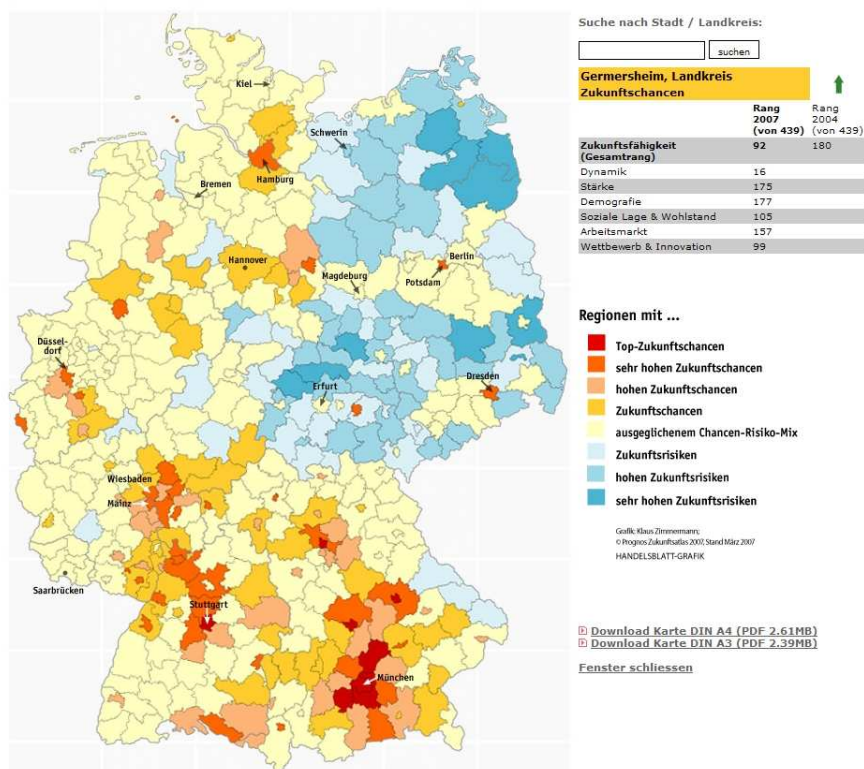 Suche nach Stadt / Landkreis:
suchen
Germersheim, Landkreis
Zukunftschancen
Rang 2007 (von 439)
Rang 2004 (von 439)
Zukunftsfähigkeit (Gesamtrang) 92 180
Dynamik 16
Stärke 175
Demografie 177
Soziale Lage & Wohlstand 105
Arbeitsmarkt 157
Wettbewerb & Innovation 99
Kiel
Schwerin
Hamburg
Bremen
Hannover
Berlin
Magdeburg
Potsdam
Düssel-
dorf
Erfurt
Dresden
Wiesbaden
Mainz
Saarbrücken
Stuttgart
München
Regionen mit ...
Top-Zukunftschancen
sehr hohen Zukunftschancen
hohen Zukunftschancen
Zukunftschancen
ausgeglichenem Chancen-Risiko-Mix
Zukunftsrisiken
hohen Zukunftsrisiken
sehr hohen Zukunftsrisiken
Grafik: Klaus Zimmermann;
© Prognos Zukunftsatlas 2007, Stand März 2007
HANDELSBLATT-GRAFIK
Download Karte DIN A4 (PDF 2.61MB)
Download Karte DIN A3 (PDF 2.39MB)
Fenster schliessen